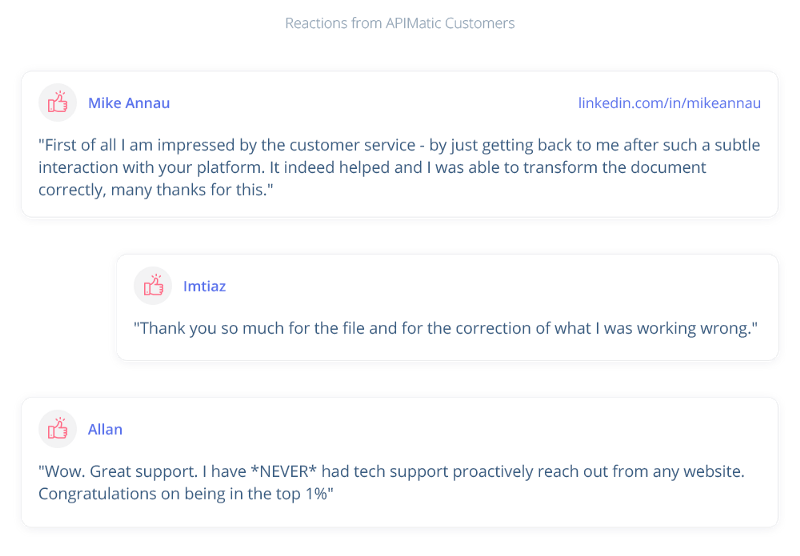 Reactions from APIMatic Customers
Mike Annau
linkedin.com/in/mikeannau
"First of all I am impressed by the customer service - by just getting back to me after such a subtle
interaction with your platform. It indeed helped and I was able to transform the document
correctly, many thanks for this."
Imtiaz
"Thank you so much for the file and for the correction of what I was working wrong."
Allan
"Wow. Great support. I have *NEVER* had tech support proactively reach out from any website.
Congratulations on being in the top 1%"